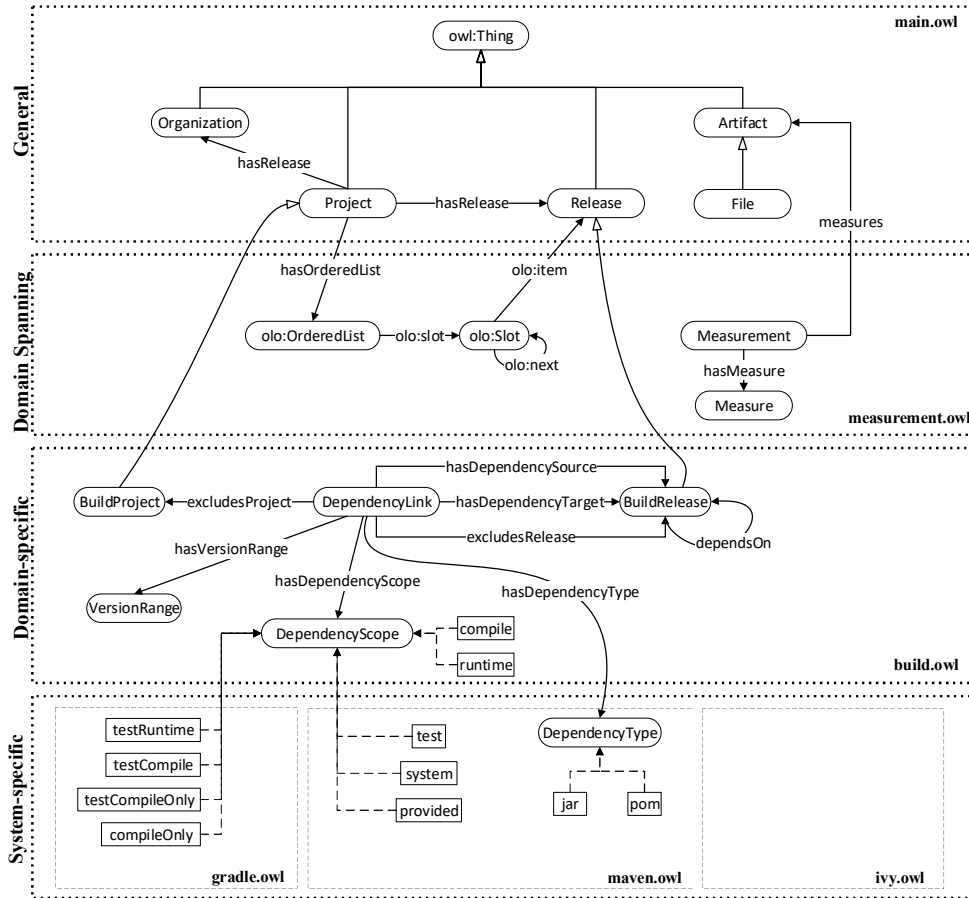 main.owl
owl:Thing
General
Organization
Artifact
hasRelease
Project
hasRelease
Release
File
measures
Domain Spanning
hasOrderedList
olo:item
olo:OrderedList
olo:slot
olo:Slot
Measurement
olo:next
hasMeasure
Measure
measurement.owl
Domain-specific
hasDependencySource
BuildProject
excludesProject
DependencyLink
hasDependencyTarget
BuildRelease
excludesRelease
dependsOn
hasVersionRange
hasDependencyScope
hasDependencyType
VersionRange
DependencyScope
compile
runtime
build.owl
System-specific
testRuntime
test
DependencyType
testCompile
system
testCompileOnly
provided
jar
pom
compileOnly
gradle.owl
maven.owl
ivy.owl